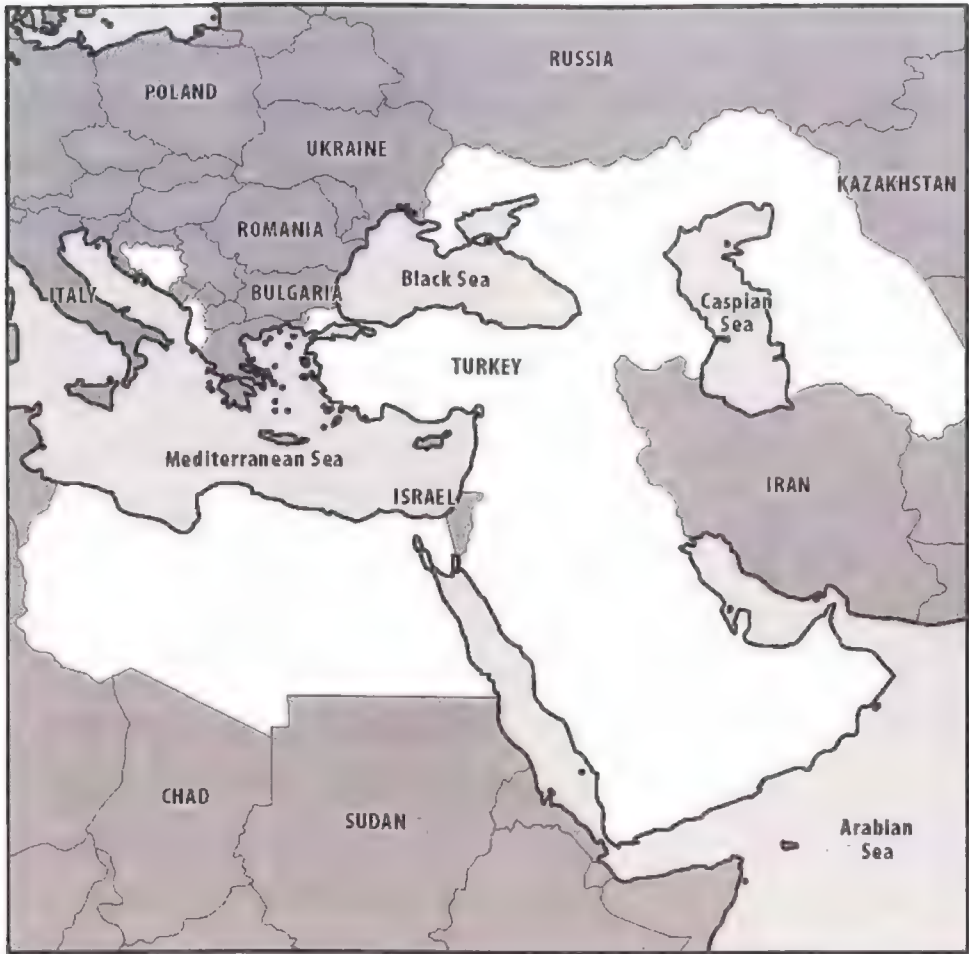 RUSSIA
POLAND
UKRAINE
KAZAKHSTAN
ROMANIA
Black Sea
ITALY
BULGARIA
Caspian
Sea
TURKEY
Mediterranean Sea
ISRAEL
IRAN
CHAD
SUDAN
Arabian
Sea